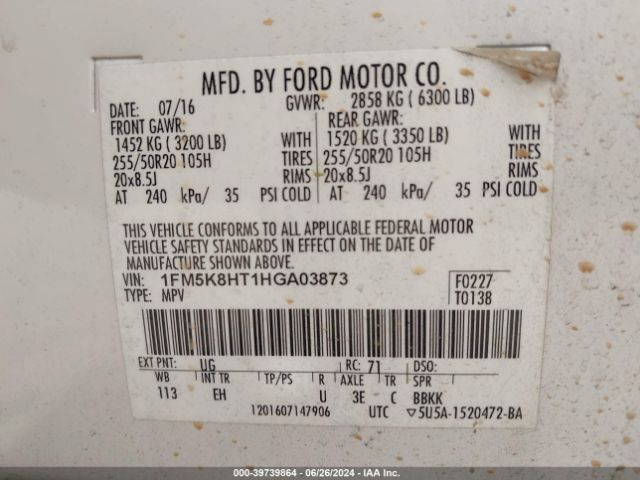 MFD. BY FORD MOTOR CO.
DATE: 07/16 GVWR: 2858 KG ( 6300 LB)
FRONT GAWR: REAR GAWR:
1452 KG ( 3200 LB) WITH 1520 KG ( 3350 LB) WITH
255/50R20 105H TIRES 255/50R20 105H TIRES
20x8.5J RIMS 20x8.5J RIMS
AT 240 kPa/ 35 PSI COLD AT 240 kPa/ 35 PSI COLD
THIS VEHICLE CONFORMS TO ALL APPLICABLE FEDERAL MOTOR
VEHICLE SAFETY STANDARDS IN EFFECT ON THE DATE OF
MANUFACTURE SHOWN ABOVE.
VIN: 1FM5K8HT1HGA03873 F0227
TYPE: MPV T0138
EXT PNT: UG RC: 71 DSO:
WB INT TR TP/PS R AXLE TR SPR
113 EH U 3E C BBKK
1201607147906 UTC ▽5U5A-1520472-BA
000-39739864 - 06/26/2024 - IAA Inc.